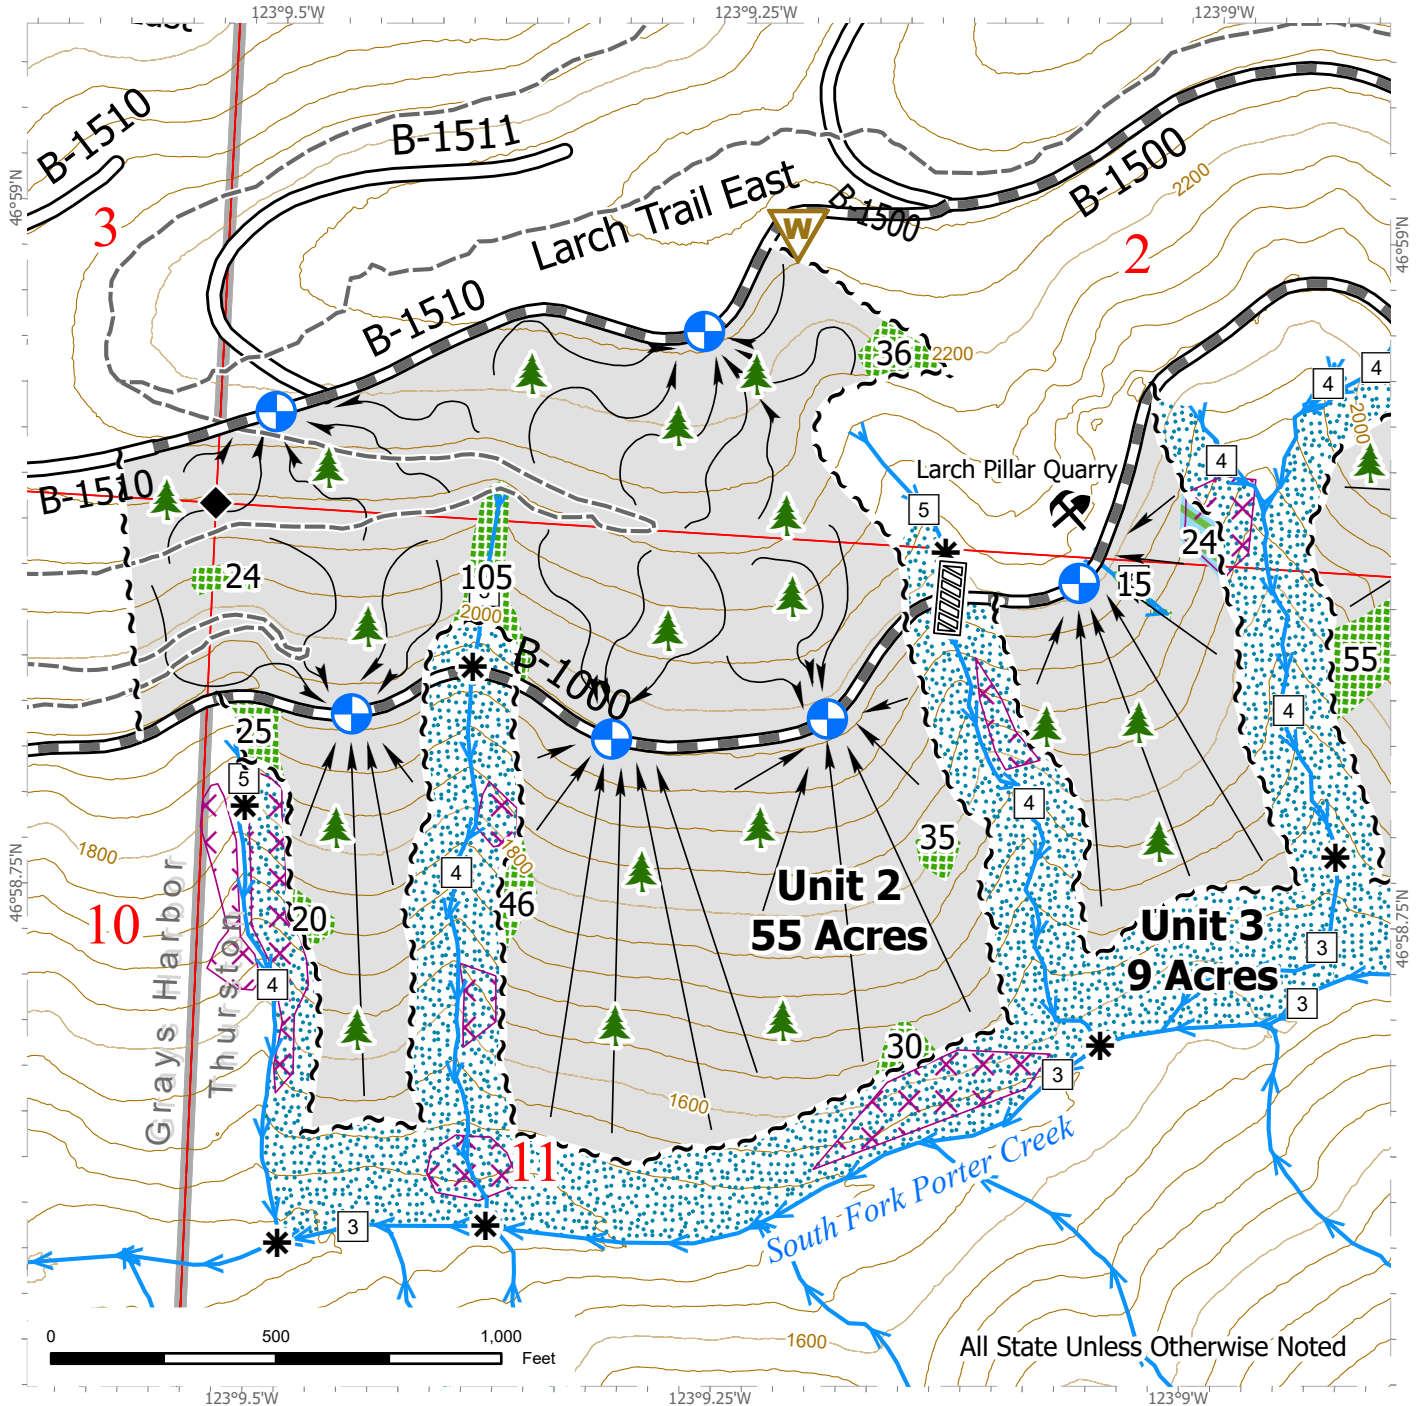 123°9.5'W
123°9.25'W
123°9'W
B-1510
B-1511
B-1500
2200
46°59'N
3
Larch Trail East
B-1500
W
46°59'N
2
B-1510
36
2200
4
4
2000
B-1510
Larch Pillar Quarry
4
5
24
24
105
15
2000
55
B-1000
25
4
5
4
1800
1800
35
4
46°58.75'N
Grays Harbor
Thurston
10
20
46
Unit 2
55 Acres
Unit 3
9 Acres
3
46°58.75'N
4
3
30
3
1600
11
South Fork Porter Creek
3
0
500
1,000
Feet
1600
All State Unless Otherwise Noted
123°9.5'W
123°9.25'W
123°9'W